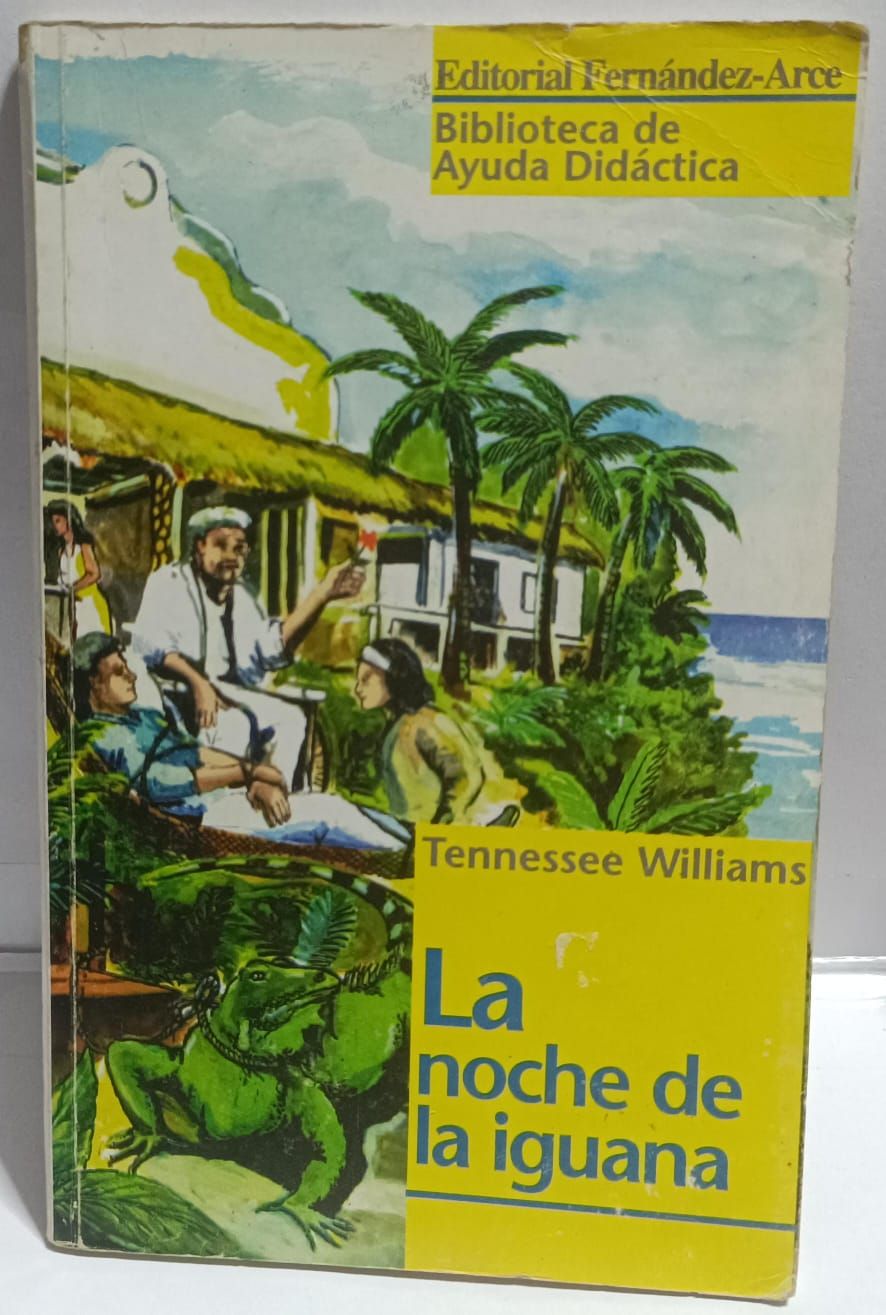 Editorial Fernández-Arce
Biblioteca de
Ayuda Didáctica
Tennessee Williams
La
noche de
la iguana